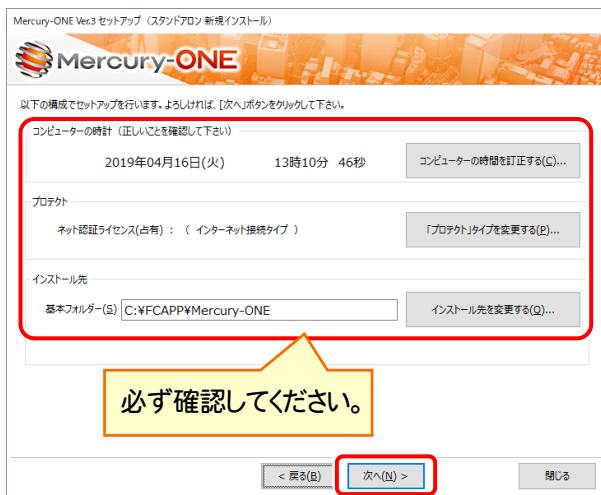 Mercury-ONE Ver.3 セットアップ（スタンドアロン 新規インストール）
Mercury-ONE
以下の構成でセットアップを行います。よろしければ、[次へ]ボタンをクリックして下さい。
コンピューターの時計（正しいことを確認して下さい）
2019年04月16日(火) 13時10分 46秒 コンピューターの時間を訂正する(C)...
プロテクト
ネット認証ライセンス(占有) : （ インターネット接続タイプ ） 「プロテクト」タイプを変更する(P)...
インストール先
基本フォルダー(S) C:¥FCAPP¥Mercury-ONE インストール先を変更する(O)...
必ず確認してください。
< 戻る(B) 次へ(N) > 閉じる